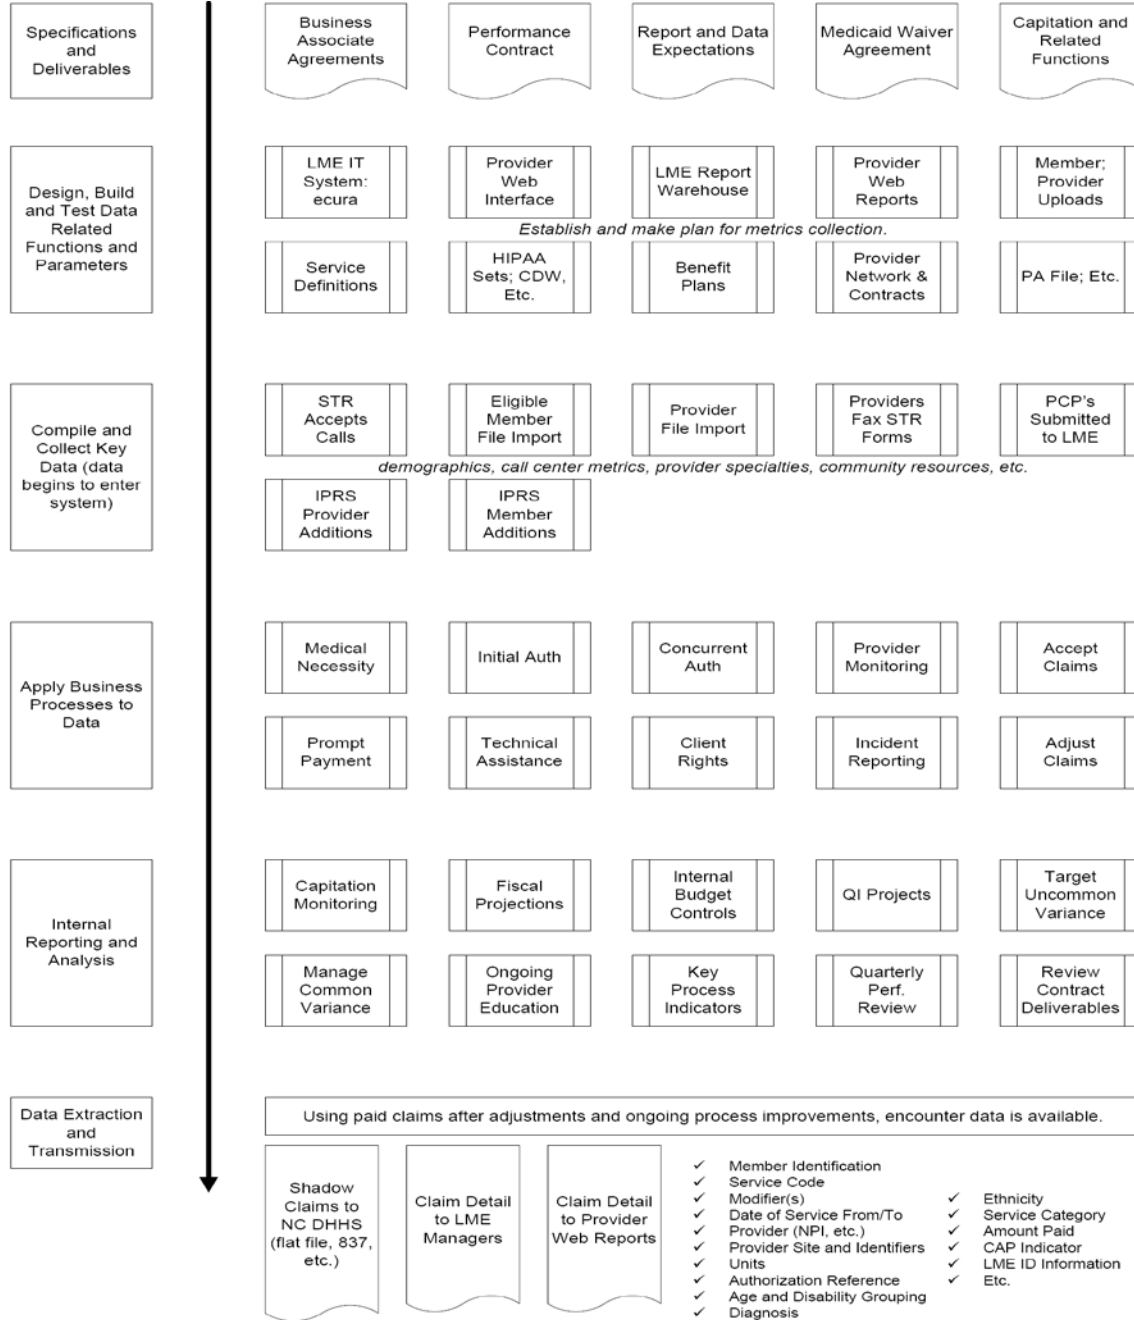 Specifications
and
Deliverables
Business
Associate
Agreements
Performance
Contract
Report and Data
Expectations
Medicaid Waiver
Agreement
Capitation and
Related
Functions
Design, Build
and Test Data
Related
Functions and
Parameters
LME IT
System:
ecura
Provider
Web
Interface
LME Report
Warehouse
Provider
Web
Reports
Member;
Provider
Uploads
Establish and make plan for metrics collection.
Service
Definitions
HIPAA
Sets; CDW,
Etc.
Benefit
Plans
Provider
Network &
Contracts
PA File; Etc.
Compile and
Collect Key
Data (data
begins to enter
system)
STR
Accepts
Calls
Eligible
Member
File Import
Provider
File Import
Providers
Fax STR
Forms
PCP's
Submitted
to LME
demographics, call center metrics, provider specialties, community resources, etc.
IPRS
Provider
Additions
IPRS
Member
Additions
Apply Business
Processes to
Data
Medical
Necessity
Initial Auth
Concurrent
Auth
Provider
Monitoring
Accept
Claims
Prompt
Payment
Technical
Assistance
Client
Rights
Incident
Reporting
Adjust
Claims
Internal
Reporting and
Analysis
Capitation
Monitoring
Fiscal
Projections
Internal
Budget
Controls
QI Projects
Target
Uncommon
Variance
Manage
Common
Variance
Ongoing
Provider
Education
Key
Process
Indicators
Quarterly
Perf.
Review
Review
Contract
Deliverables
Data Extraction
and
Transmission
Using paid claims after adjustments and ongoing process improvements, encounter data is available.
Shadow
Claims to
NC DHHS
(flat file, 837,
etc.)
Claim Detail
to LME
Managers
Claim Detail
to Provider
Web Reports
✓ Member Identification
✓ Service Code
✓ Modifier(s)
✓ Date of Service From/To
✓ Provider (NPI, etc.)
✓ Provider Site and Identifiers
✓ Units
✓ Authorization Reference
✓ Age and Disability Grouping
✓ Diagnosis
✓ Ethnicity
✓ Service Category
✓ Amount Paid
✓ CAP Indicator
✓ LME ID Information
✓ Etc.